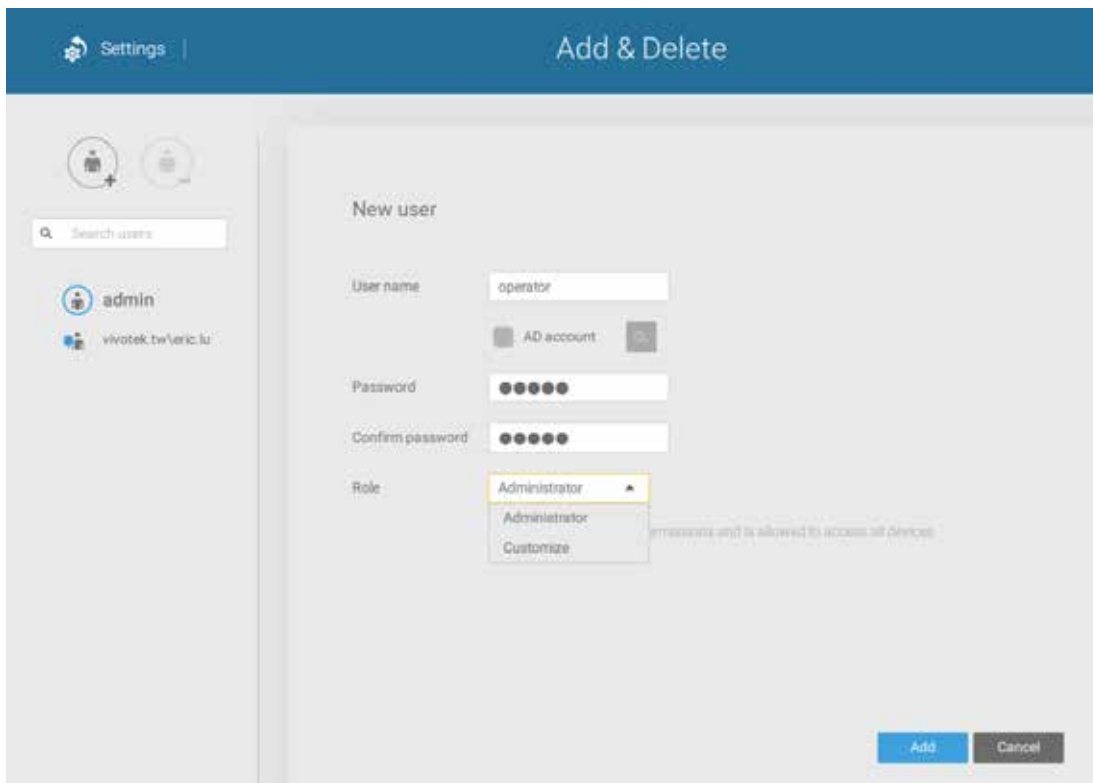 Settings
Add & Delete
Search users
admin
vivotek.tw\eric.lu
New user
User name
operator
AD account
Password
Confirm password
Role
Administrator
Administrator
permissions and is allowed to access all devices
Customize
Add
Cancel